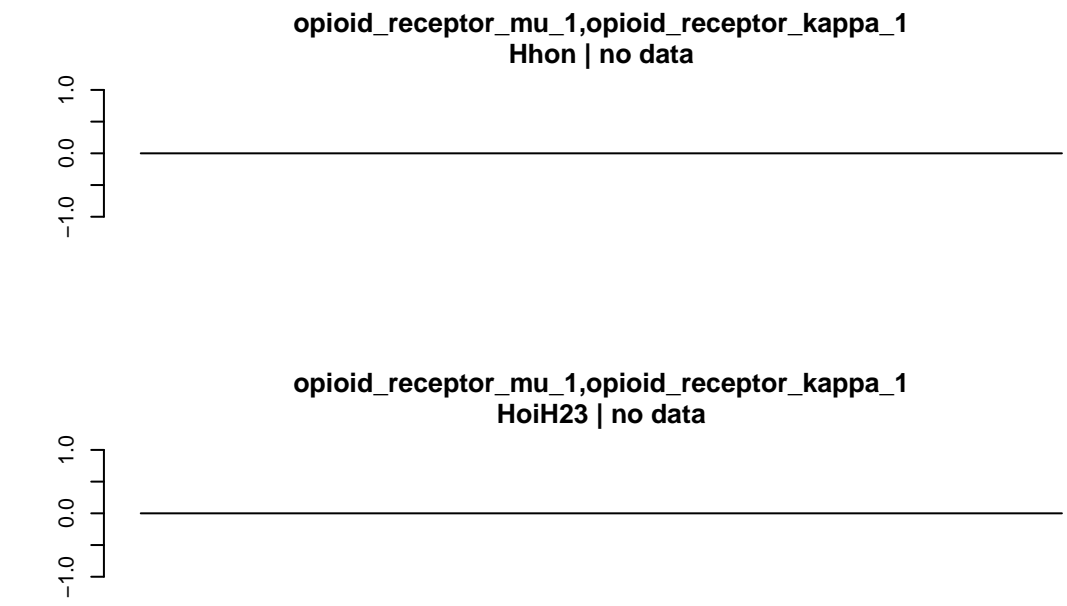 opioid_receptor_mu_1,opioid_receptor_kappa_1
Hhon | no data
1.0
0.0
−1.0
opioid_receptor_mu_1,opioid_receptor_kappa_1
HoiH23 | no data
1.0
0.0
−1.0